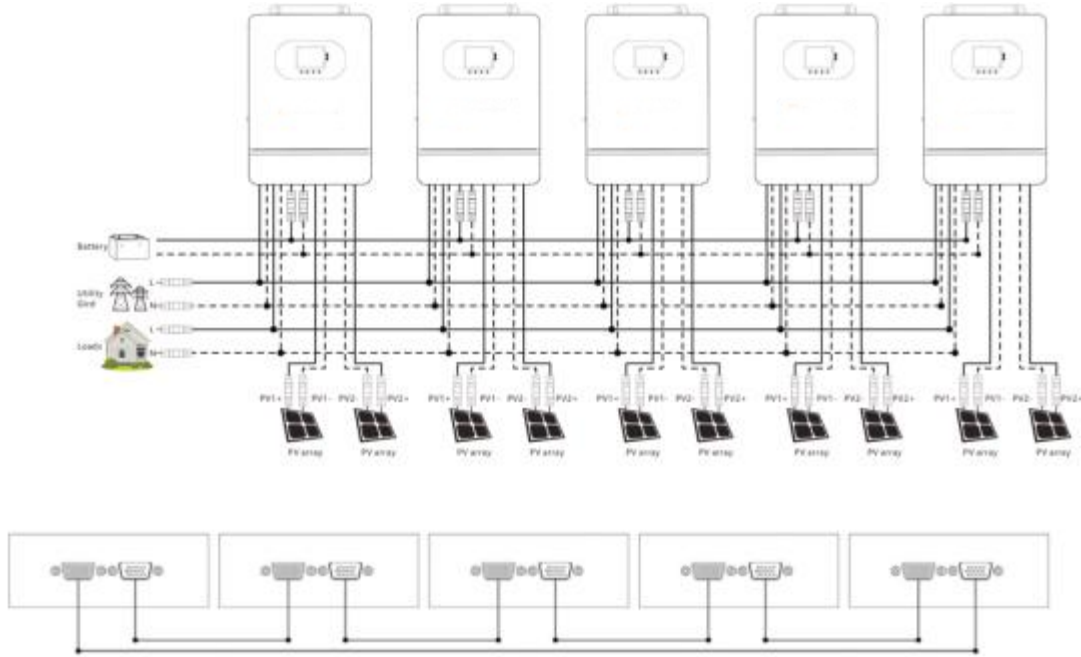 Battery
L
Utility
Grid
N
L
Loads
N
PV1+ PV1- PV2- PV2+ PV1+ PV1- PV2- PV2+ PV1+ PV1- PV2- PV2+ PV1+ PV1- PV2- PV2+ PV1+ PV1- PV2- PV2+
PV array PV array PV array PV array PV array PV array PV array PV array PV array PV array